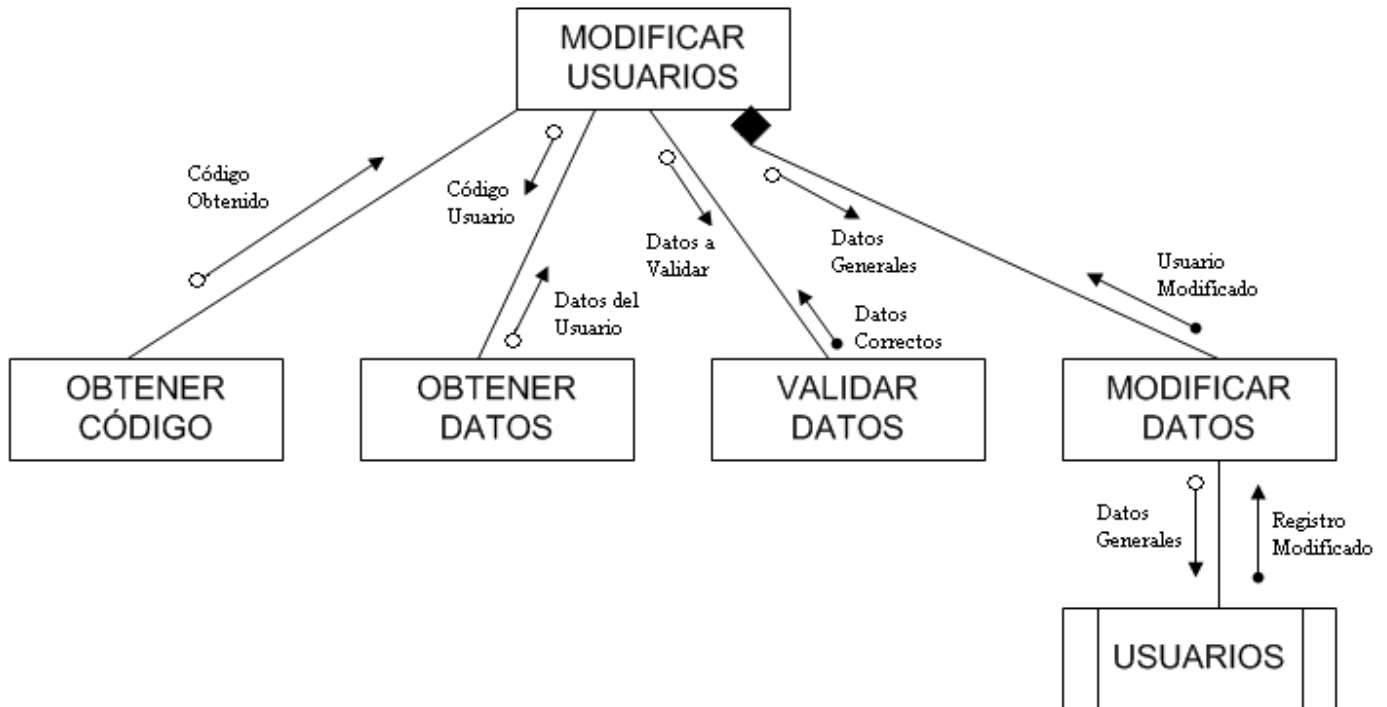 MODIFICAR
USUARIOS
Código
Obtenido
Código
Usuario
Datos a
Validar
Datos
Generales
Usuario
Modificado
Datos del
Usuario
Datos
Correctos
OBTENER
CÓDIGO
OBTENER
DATOS
VALIDAR
DATOS
MODIFICAR
DATOS
Datos
Generales
Registro
Modificado
USUARIOS